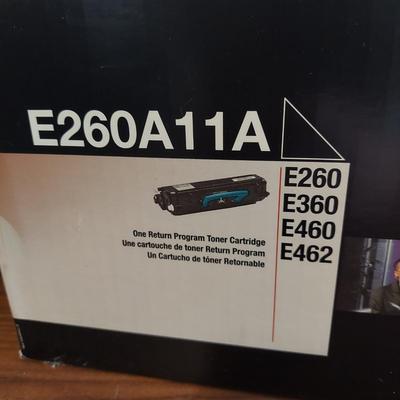 E260A11A
E260
E360
E460
E462
One Return Program Toner Cartridge
Une cartouche de toner Return Program
Un Cartucho de tóner Retornable